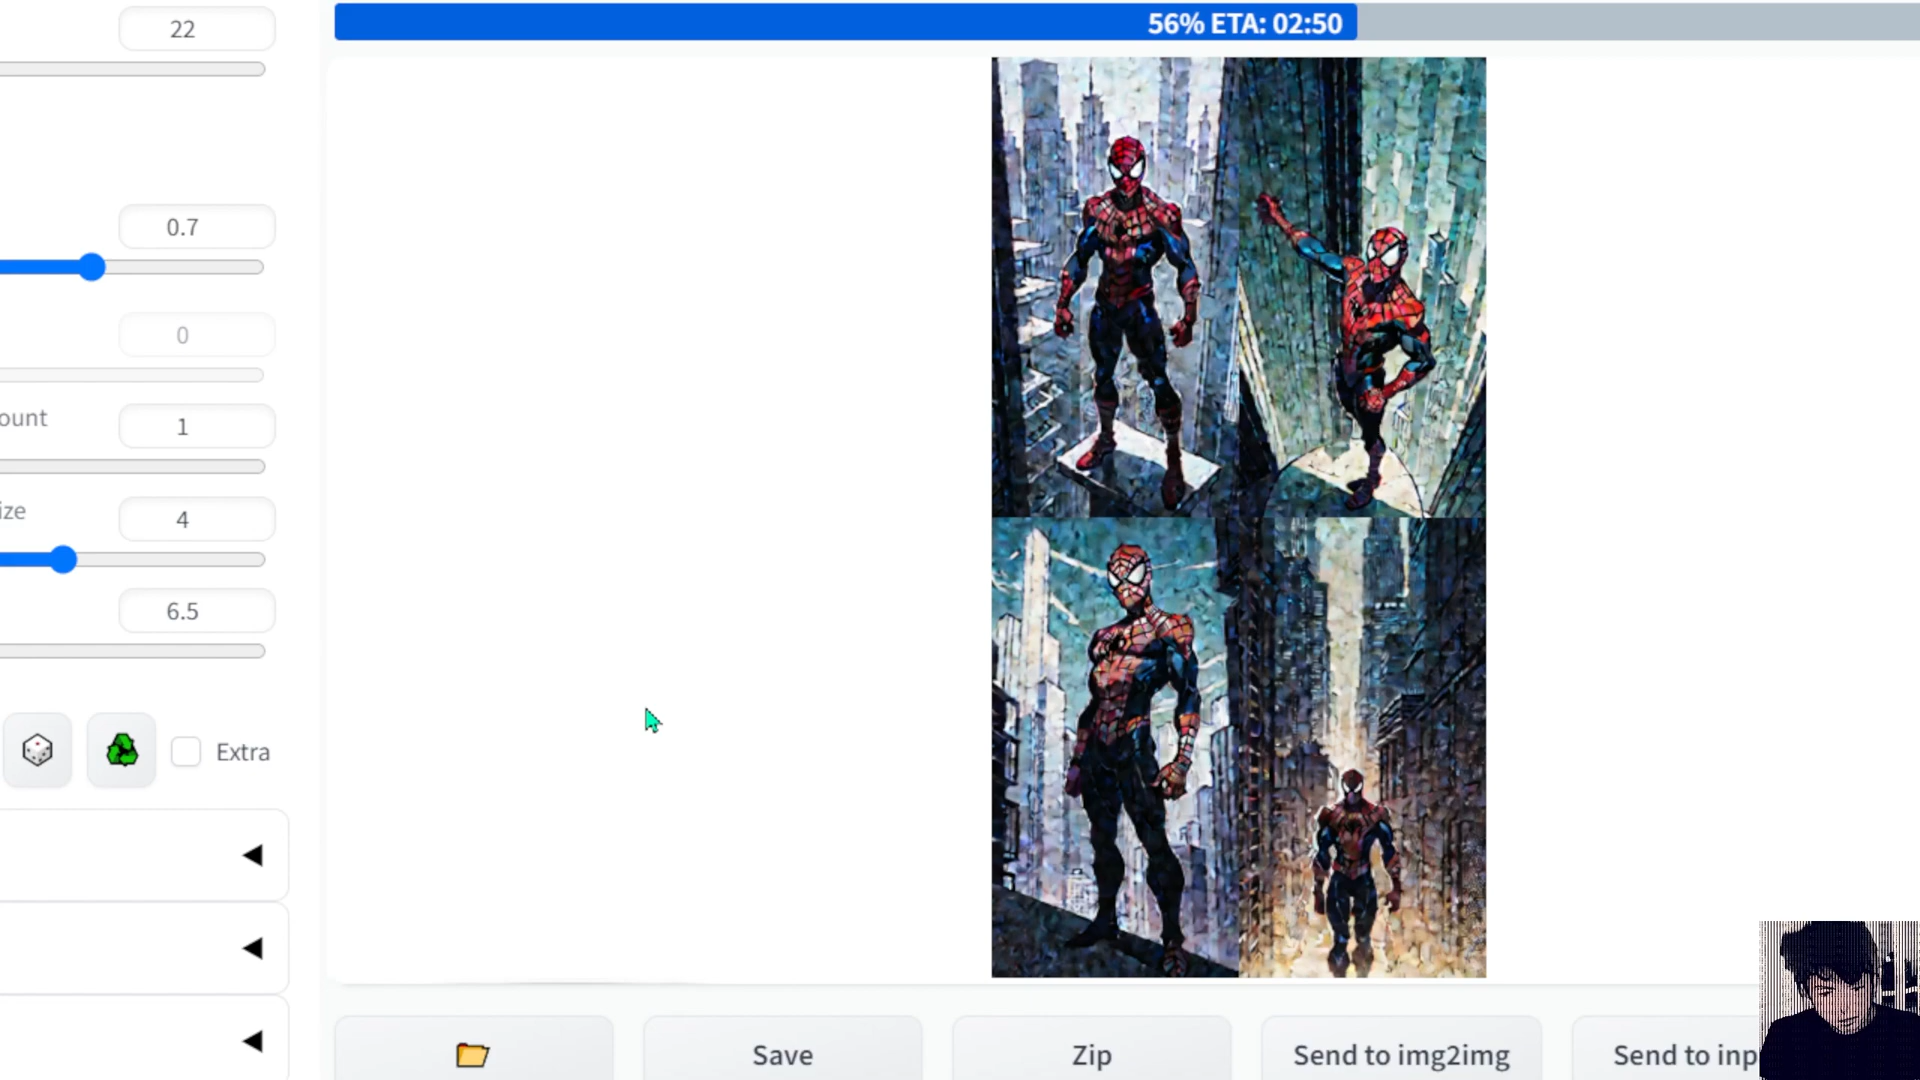 22
56% ETA: 02:50
0.7
0
ount
1
ize
4
6.5
Extra
Save
Zip
Send to img2img
Send to inp